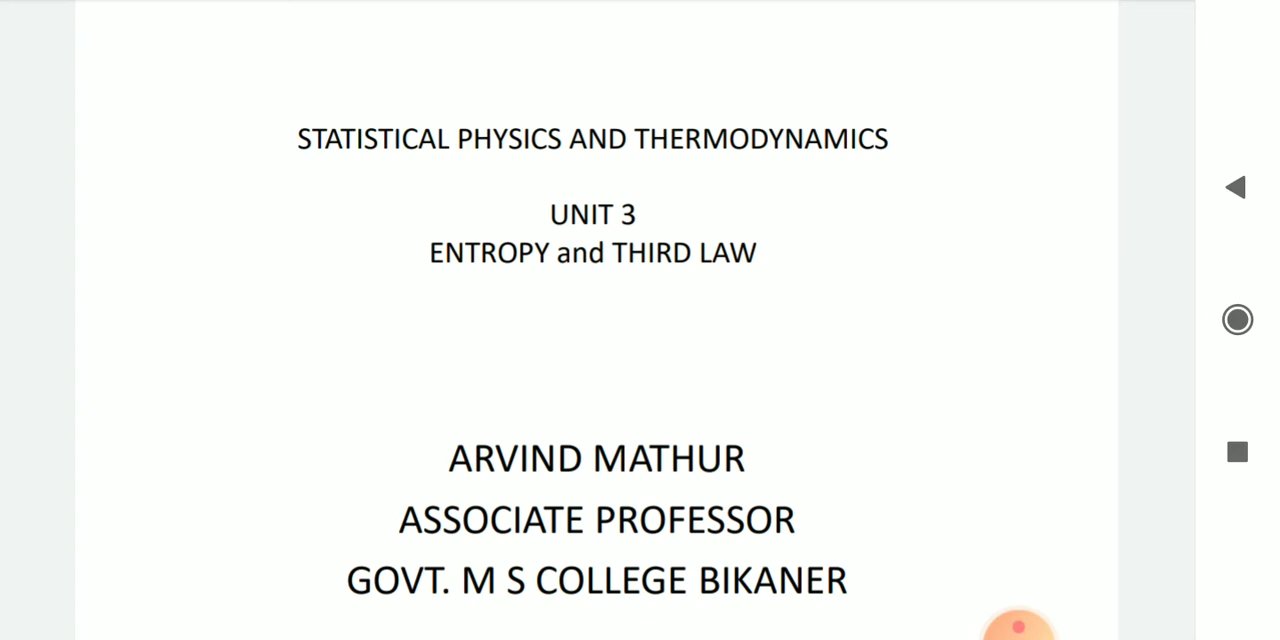 STATISTICAL PHYSICS AND THERMODYNAMICS
UNIT 3
ENTROPY and THIRD LAW
ARVIND MATHUR
ASSOCIATE PROFESSOR
GOVT. M S COLLEGE BIKANER